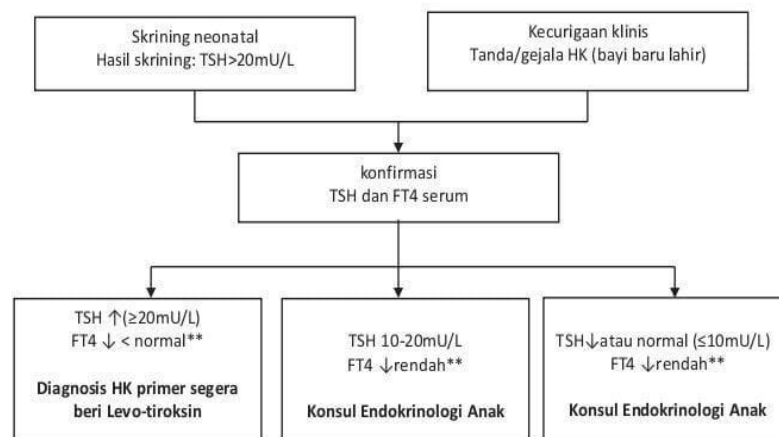 Skrining neonatal
Hasil skrining: TSH>20mU/L
Kecurigaan klinis
Tanda/gejala HK (bayi baru lahir)
konfirmasi
TSH dan FT4 serum
TSH ↑(≥20mU/L)
FT4 ↓ < normal**
Diagnosis HK primer segera
beri Levo-tiroksin
TSH 10-20mU/L
FT4 ↓rendah**
Konsul Endokrinologi Anak
TSH↓atau normal (≤10mU/L)
FT4 ↓rendah**
Konsul Endokrinologi Anak